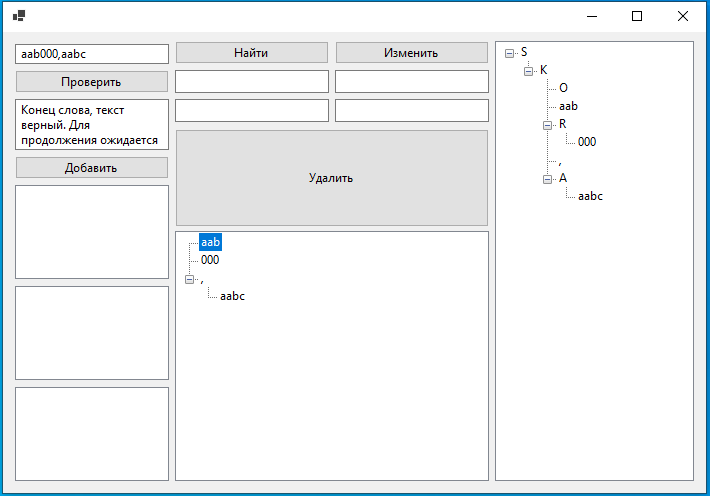 aab000,aabc
Проверить
Конец слова, текст
верный. Для
продолжения ожидается
Добавить
Найти
Изменить
Удалить
aab
000
,
aabc
S
K
O
aab
R
000
,
A
aabc